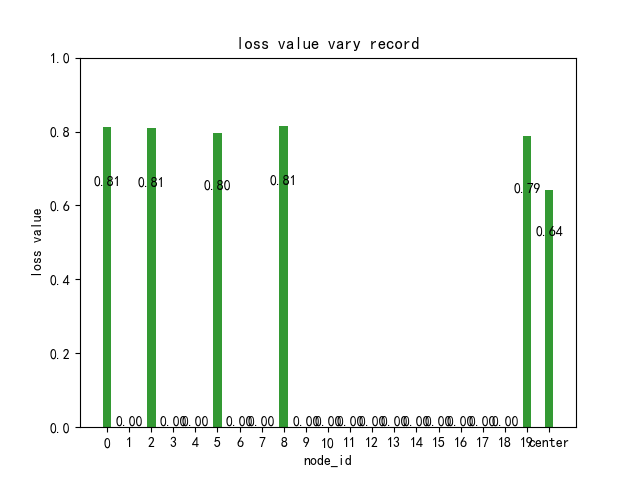 loss value vary record
loss value
1.0
0.8
0.6
0.4
0.2
0.0
0.81 0.00 0.81 0.00 0.00 0.80 0.00 0.00 0.81 0.00 0.00 0.00 0.00 0.00 0.00 0.00 0.00 0.00 0.00 0.79 0.64
0 1 2 3 4 5 6 7 8 9 10 11 12 13 14 15 16 17 18 19 center
node_id